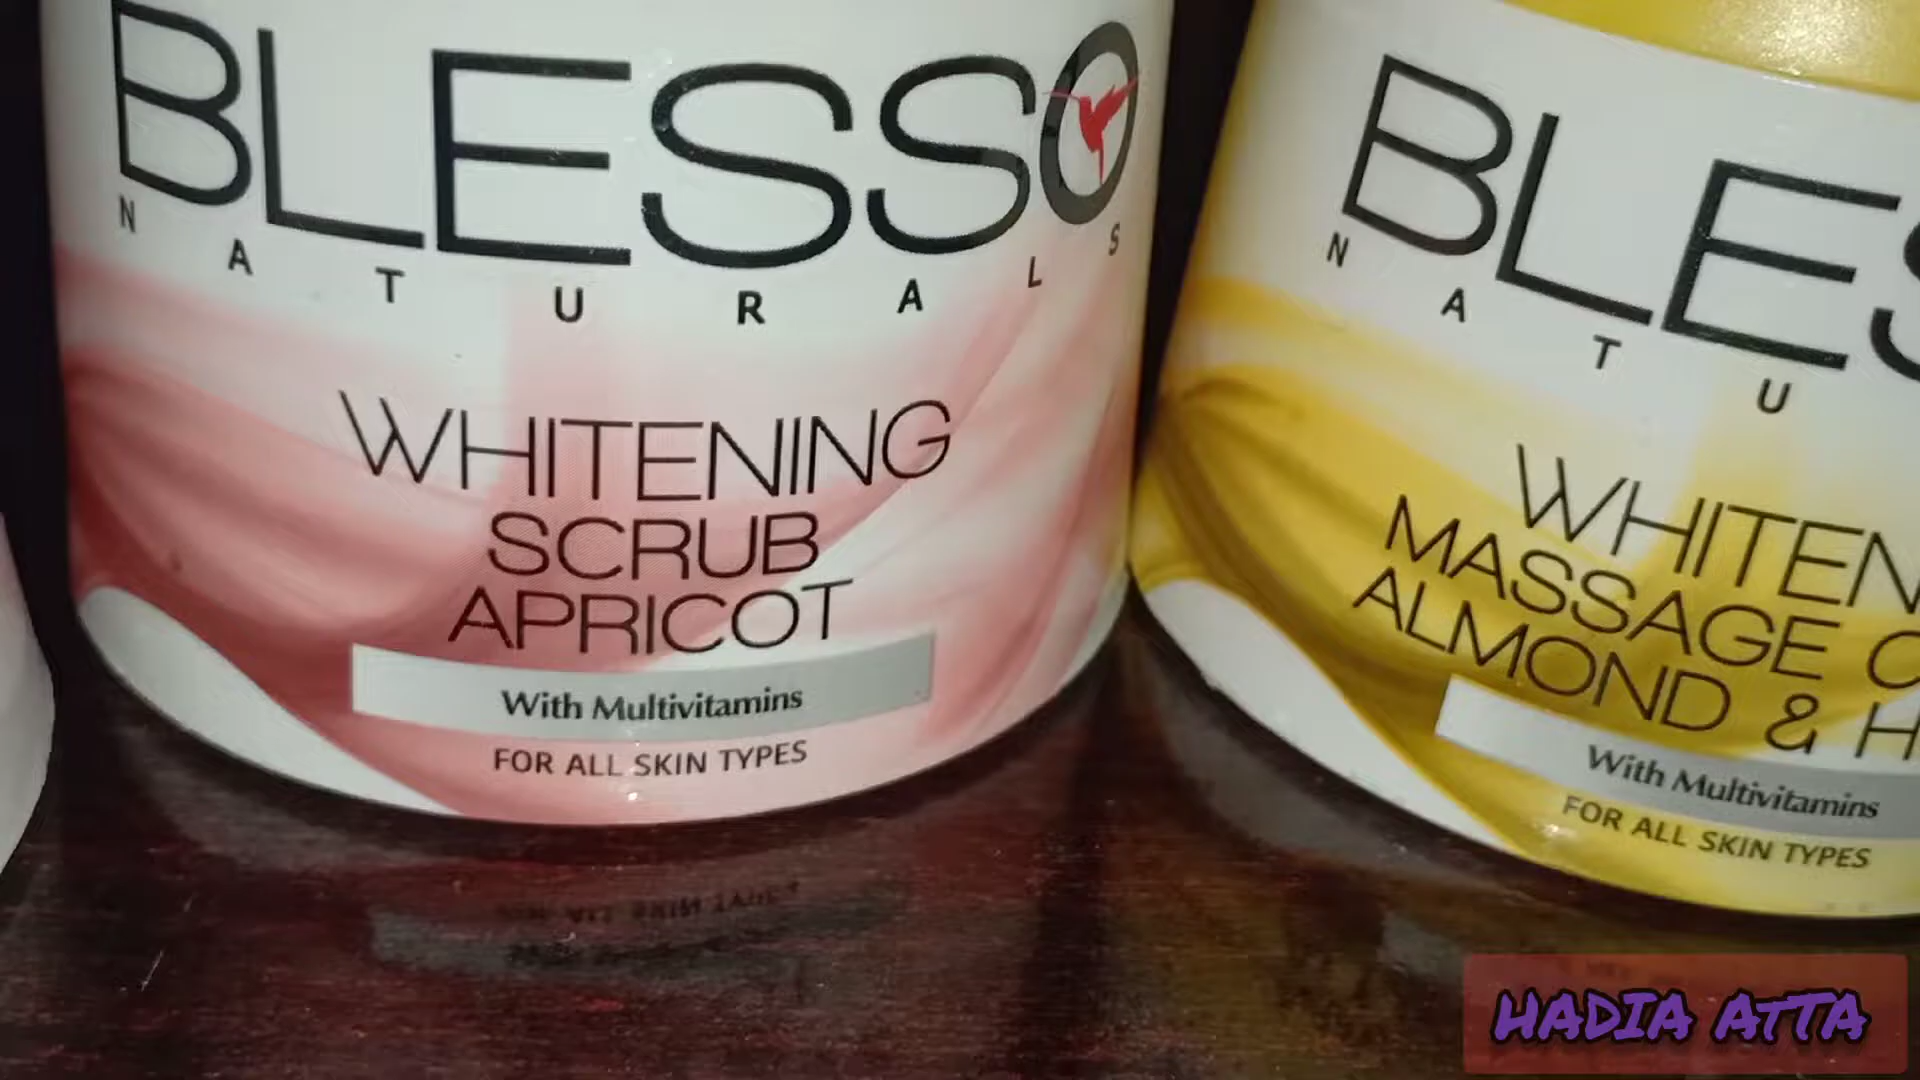 BLESSO
NATURALS
WHITENING
SCRUB
APRICOT
With Multivitamins
FOR ALL SKIN TYPES
BLES
NATU
WHITEN
MASSAGE C
ALMOND & H
With Multivitamins
FOR ALL SKIN TYPES
HADIA ATTA